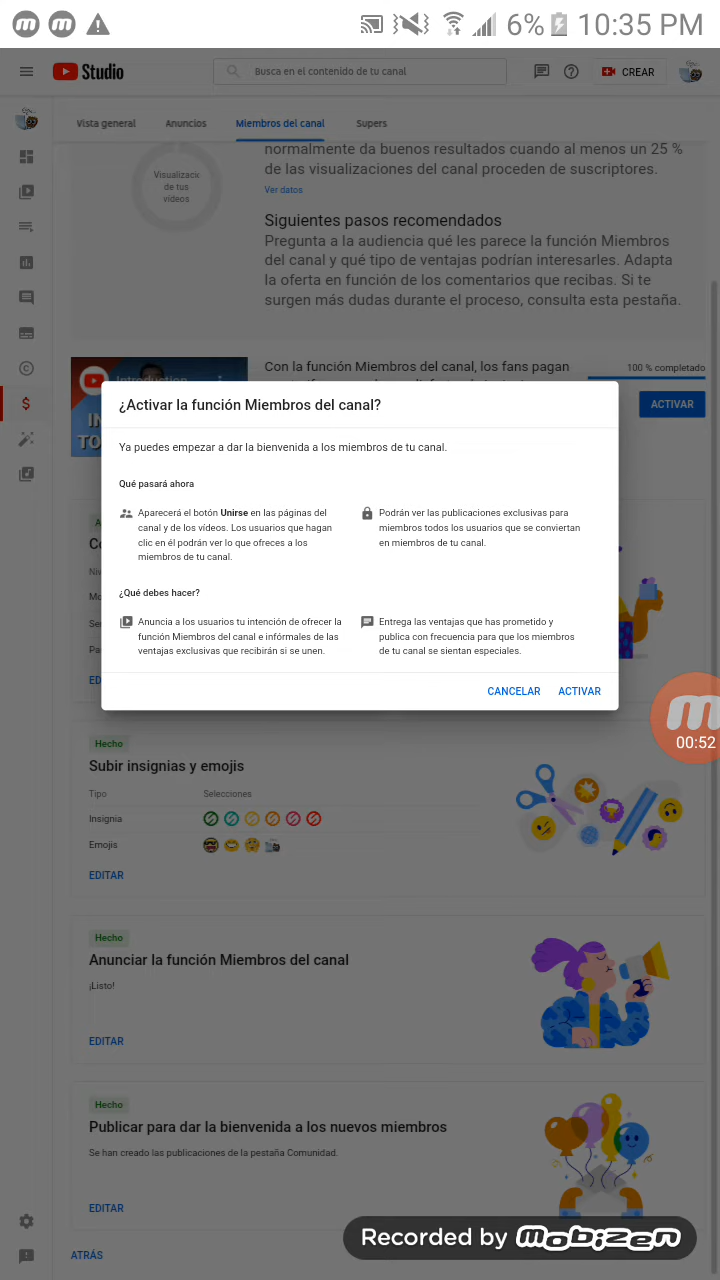 6% 10:35 PM
Studio
Busca en el contenido de tu canal
CREAR
Vista general Anuncios Miembros del canal Supers
normalmente da buenos resultados cuando al menos un 25 %
de las visualizaciones del canal proceden de suscriptores.
Visualizaci
de tus
vídeos
Ver datos
Siguientes pasos recomendados
Pregunta a la audiencia qué les parece la función Miembros
del canal y qué tipo de ventajas podrían interesarles. Adapta
la oferta en función de los comentarios que recibas. Si te
surgen más dudas durante el proceso, consulta esta pestaña.
Con la función Miembros del canal, los fans pagan
100 % completado
ACTIVAR
¿Activar la función Miembros del canal?
Ya puedes empezar a dar la bienvenida a los miembros de tu canal.
Qué pasará ahora
Aparecerá el botón Unirse en las páginas del
canal y de los vídeos. Los usuarios que hagan
clic en él podrán ver lo que ofreces a los
miembros de tu canal.
Podrán ver las publicaciones exclusivas para
miembros todos los usuarios que se conviertan
en miembros de tu canal.
¿Qué debes hacer?
Anuncia a los usuarios tu intención de ofrecer la
función Miembros del canal e infórmales de las
ventajas exclusivas que recibirán si se unen.
Entrega las ventajas que has prometido y
publica con frecuencia para que los miembros
de tu canal se sientan especiales.
CANCELAR ACTIVAR
00:52
Hecho
Subir insignias y emojis
Tipo Selecciones
Insignia
Emojis
EDITAR
Hecho
Anunciar la función Miembros del canal
¡Listo!
EDITAR
Hecho
Publicar para dar la bienvenida a los nuevos miembros
Se han creado las publicaciones de la pestaña Comunidad.
EDITAR
Recorded by mobizen
ATRÁS